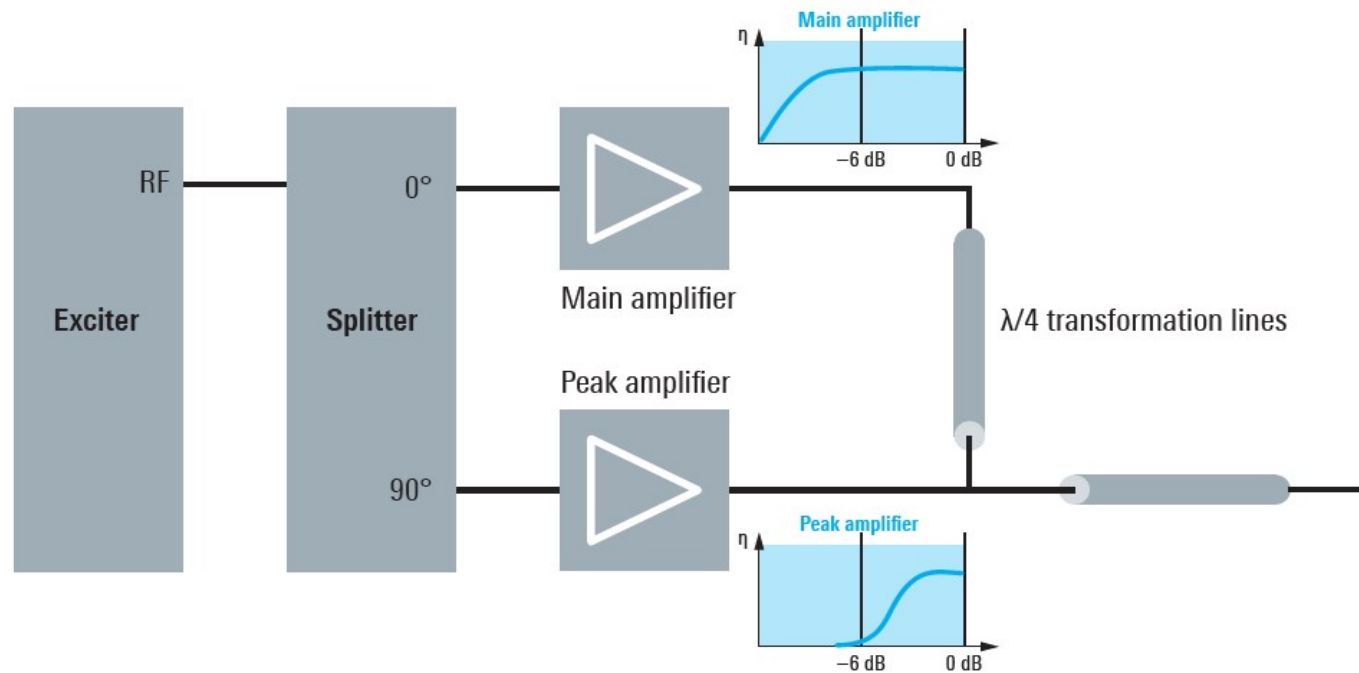 Main amplifier
η
−6 dB
0 dB
RF
0°
Exciter
Splitter
Main amplifier
λ/4 transformation lines
Peak amplifier
90°
Peak amplifier
η
−6 dB
0 dB